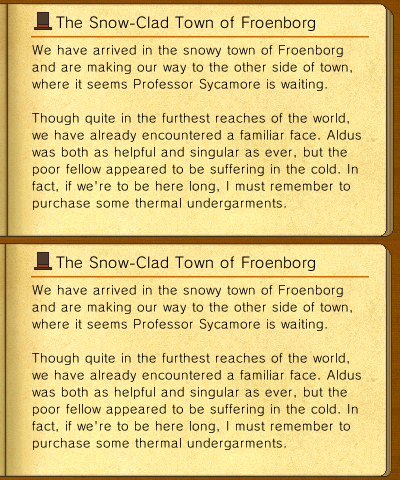 The Snow-Clad Town of Froenborg
We have arrived in the snowy town of Froenborg
and are making our way to the other side of town,
where it seems Professor Sycamore is waiting.
Though quite in the furthest reaches of the world,
we have already encountered a familiar face. Aldus
was both as helpful and singular as ever, but the
poor fellow appeared to be suffering in the cold. In
fact, if we're to be here long, I must remember to
purchase some thermal undergarments.
The Snow-Clad Town of Froenborg
We have arrived in the snowy town of Froenborg
and are making our way to the other side of town,
where it seems Professor Sycamore is waiting.
Though quite in the furthest reaches of the world,
we have already encountered a familiar face. Aldus
was both as helpful and singular as ever, but the
poor fellow appeared to be suffering in the cold. In
fact, if we're to be here long, I must remember to
purchase some thermal undergarments.